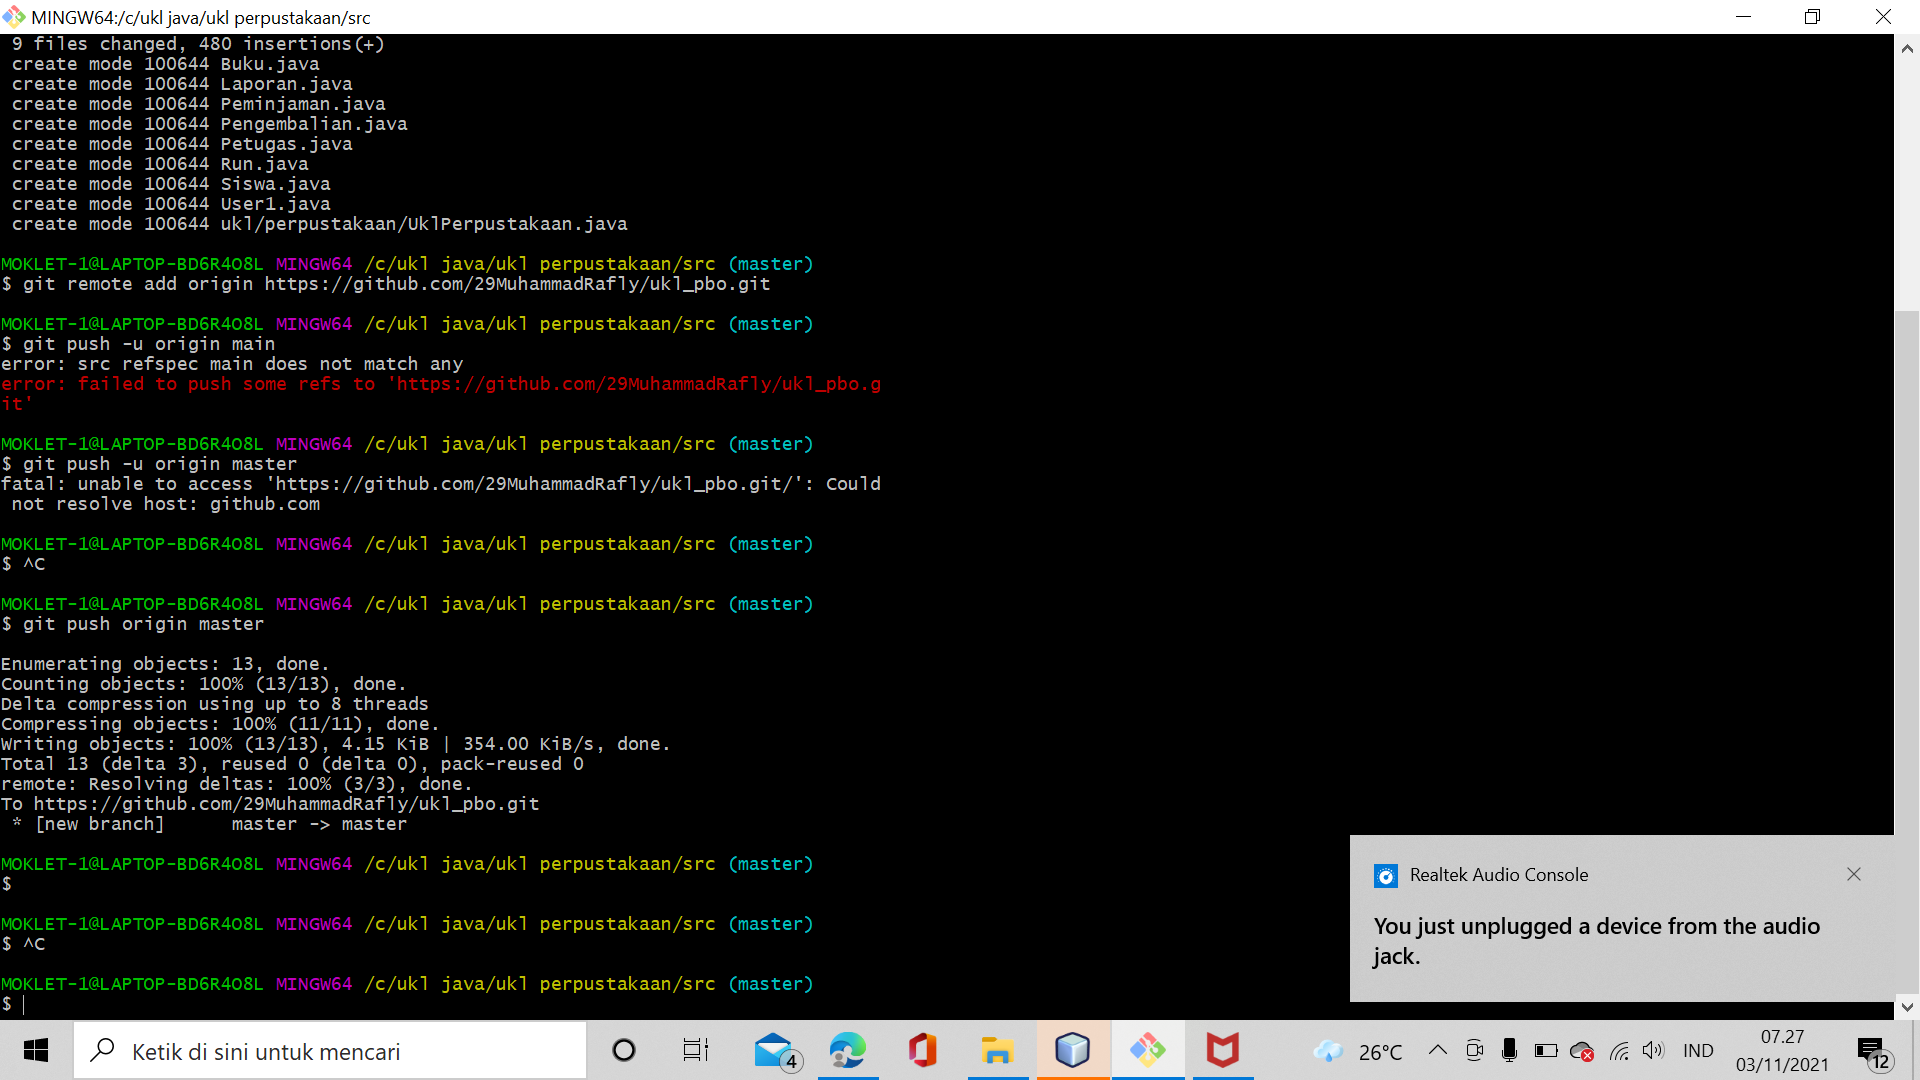 MINGW64:/c/ukl java/ukl perpustakaan/src
9 files changed, 480 insertions(+)
create mode 100644 Buku.java
create mode 100644 Laporan.java
create mode 100644 Peminjaman.java
create mode 100644 Pengembalian.java
create mode 100644 Petugas.java
create mode 100644 Run.java
create mode 100644 Siswa.java
create mode 100644 User1.java
create mode 100644 ukl/perpustakaan/UklPerpustakaan.java
MOKLET-1@LAPTOP-BD6R4O8L MINGW64 /c/ukl java/ukl perpustakaan/src (master)
$ git remote add origin https://github.com/29MuhammadRafly/ukl_pbo.git
MOKLET-1@LAPTOP-BD6R4O8L MINGW64 /c/ukl java/ukl perpustakaan/src (master)
$ git push -u origin main
error: src refspec main does not match any
error: failed to push some refs to 'https://github.com/29MuhammadRafly/ukl_pbo.g
it'
MOKLET-1@LAPTOP-BD6R4O8L MINGW64 /c/ukl java/ukl perpustakaan/src (master)
$ git push -u origin master
fatal: unable to access 'https://github.com/29MuhammadRafly/ukl_pbo.git/': Could
not resolve host: github.com
MOKLET-1@LAPTOP-BD6R4O8L MINGW64 /c/ukl java/ukl perpustakaan/src (master)
$ ^C
MOKLET-1@LAPTOP-BD6R4O8L MINGW64 /c/ukl java/ukl perpustakaan/src (master)
$ git push origin master
Enumerating objects: 13, done.
Counting objects: 100% (13/13), done.
Delta compression using up to 8 threads
Compressing objects: 100% (11/11), done.
Writing objects: 100% (13/13), 4.15 KiB | 354.00 KiB/s, done.
Total 13 (delta 3), reused 0 (delta 0), pack-reused 0
remote: Resolving deltas: 100% (3/3), done.
To https://github.com/29MuhammadRafly/ukl_pbo.git
* [new branch]      master -> master
MOKLET-1@LAPTOP-BD6R4O8L MINGW64 /c/ukl java/ukl perpustakaan/src (master)
$
MOKLET-1@LAPTOP-BD6R4O8L MINGW64 /c/ukl java/ukl perpustakaan/src (master)
$ ^C
MOKLET-1@LAPTOP-BD6R4O8L MINGW64 /c/ukl java/ukl perpustakaan/src (master)
$
Realtek Audio Console
You just unplugged a device from the audio
jack.
Ketik di sini untuk mencari
4
26°C
IND
07.27
03/11/2021
12